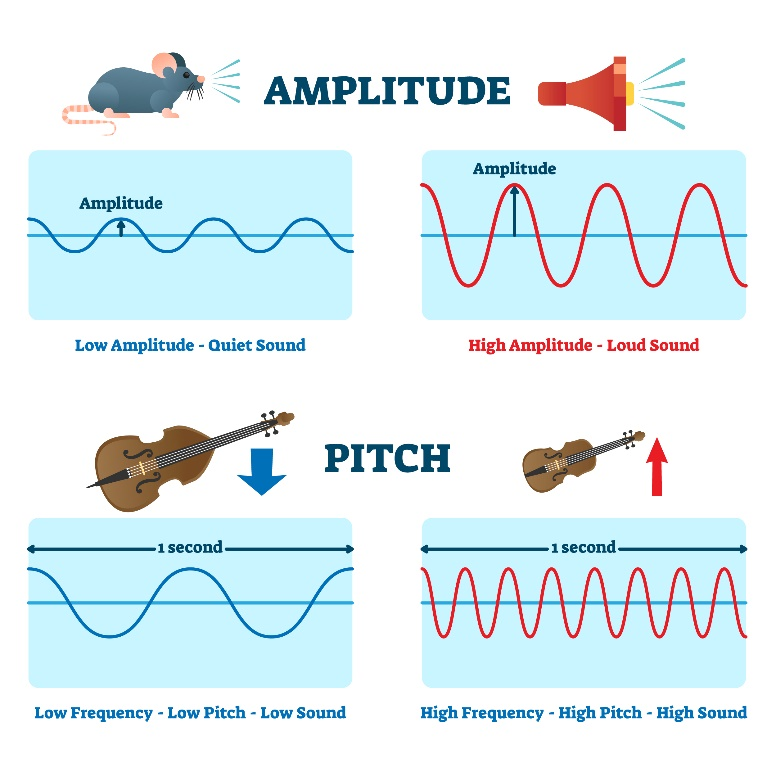 AMPLITUDE
Amplitude
Amplitude
Low Amplitude - Quiet Sound
High Amplitude - Loud Sound
PITCH
1 second
1 second
Low Frequency - Low Pitch - Low Sound
High Frequency - High Pitch - High Sound